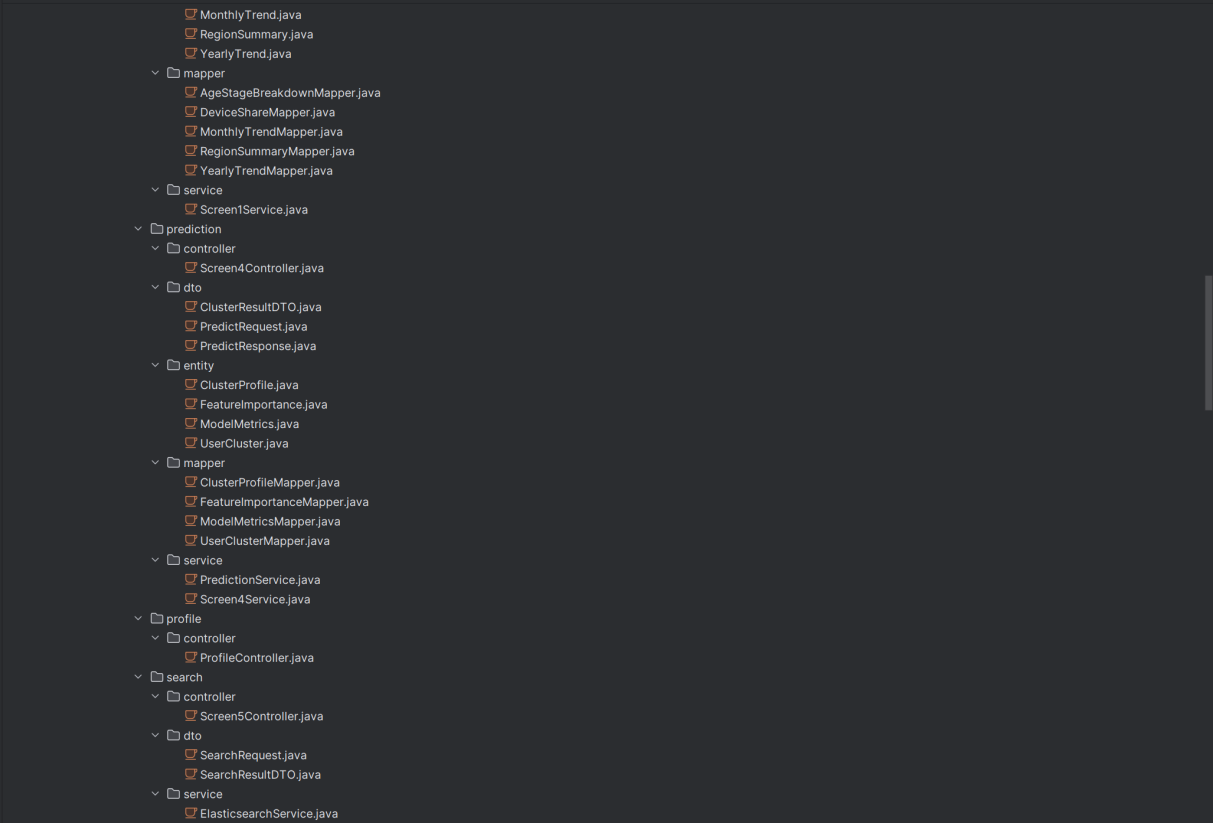 MonthlyTrend.java
RegionSummary.java
YearlyTrend.java
mapper
AgeStageBreakdownMapper.java
DeviceShareMapper.java
MonthlyTrendMapper.java
RegionSummaryMapper.java
YearlyTrendMapper.java
service
Screen1Service.java
prediction
controller
Screen4Controller.java
dto
ClusterResultDTO.java
PredictRequest.java
PredictResponse.java
entity
ClusterProfile.java
FeatureImportance.java
ModelMetrics.java
UserCluster.java
mapper
ClusterProfileMapper.java
FeatureImportanceMapper.java
ModelMetricsMapper.java
UserClusterMapper.java
service
PredictionService.java
Screen4Service.java
profile
controller
ProfileController.java
search
controller
Screen5Controller.java
dto
SearchRequest.java
SearchResultDTO.java
service
ElasticsearchService.java